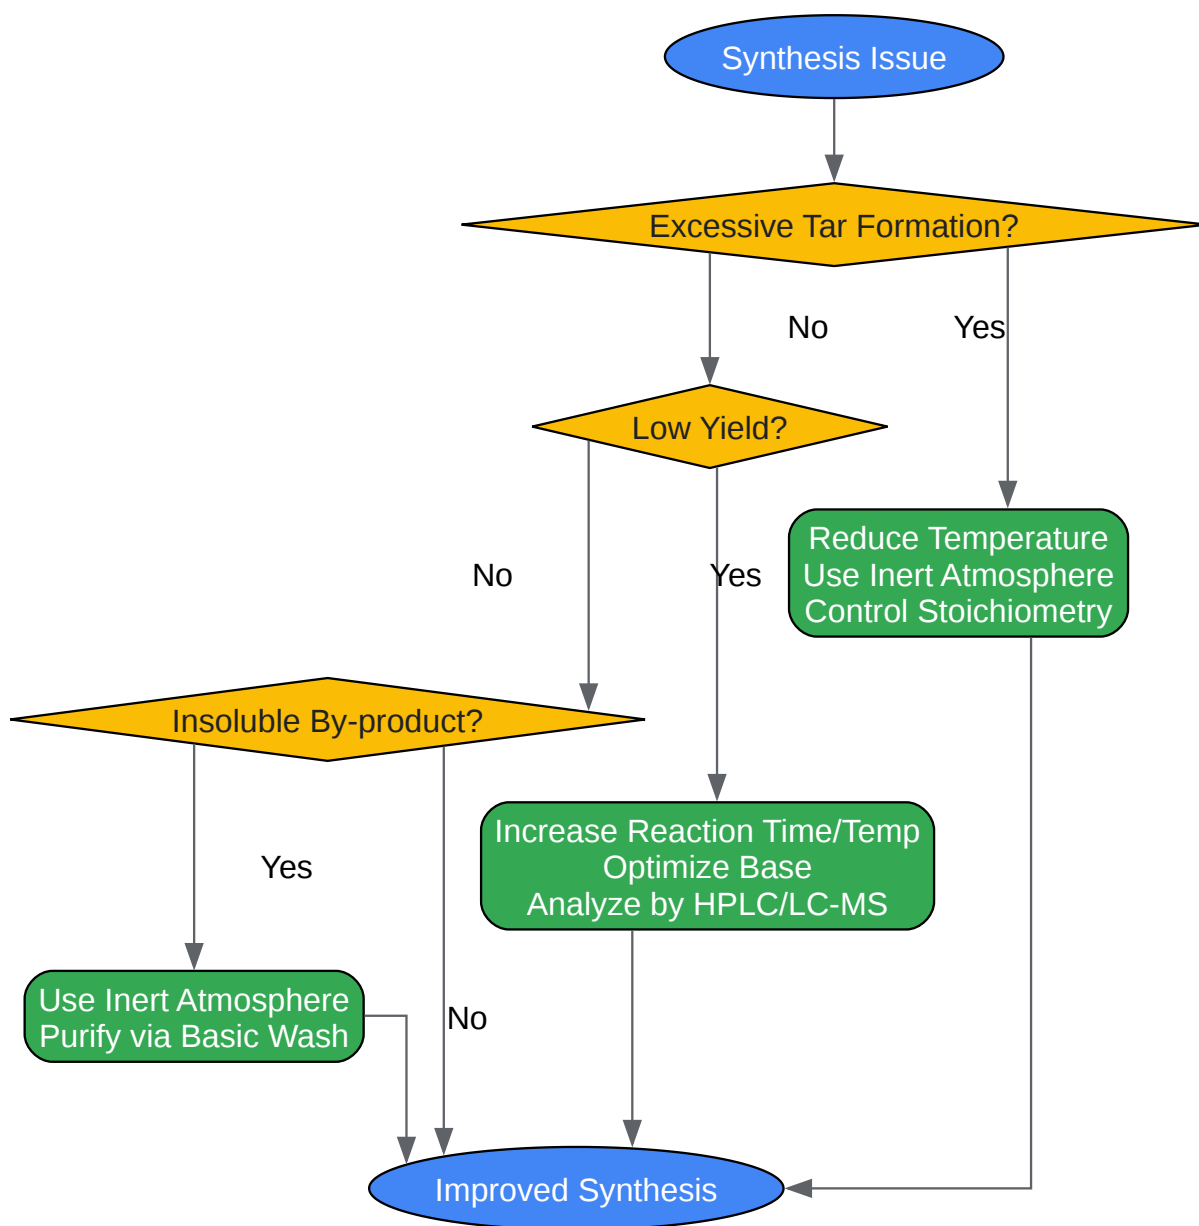 Synthesis Issue
Excessive Tar Formation?
No
Yes
Low Yield?
Reduce Temperature
Use Inert Atmosphere
Control Stoichiometry
No
Yes
Insoluble By-product?
Increase Reaction Time/Temp
Optimize Base
Analyze by HPLC/LC-MS
Yes
Use Inert Atmosphere
Purify via Basic Wash
No
Improved Synthesis